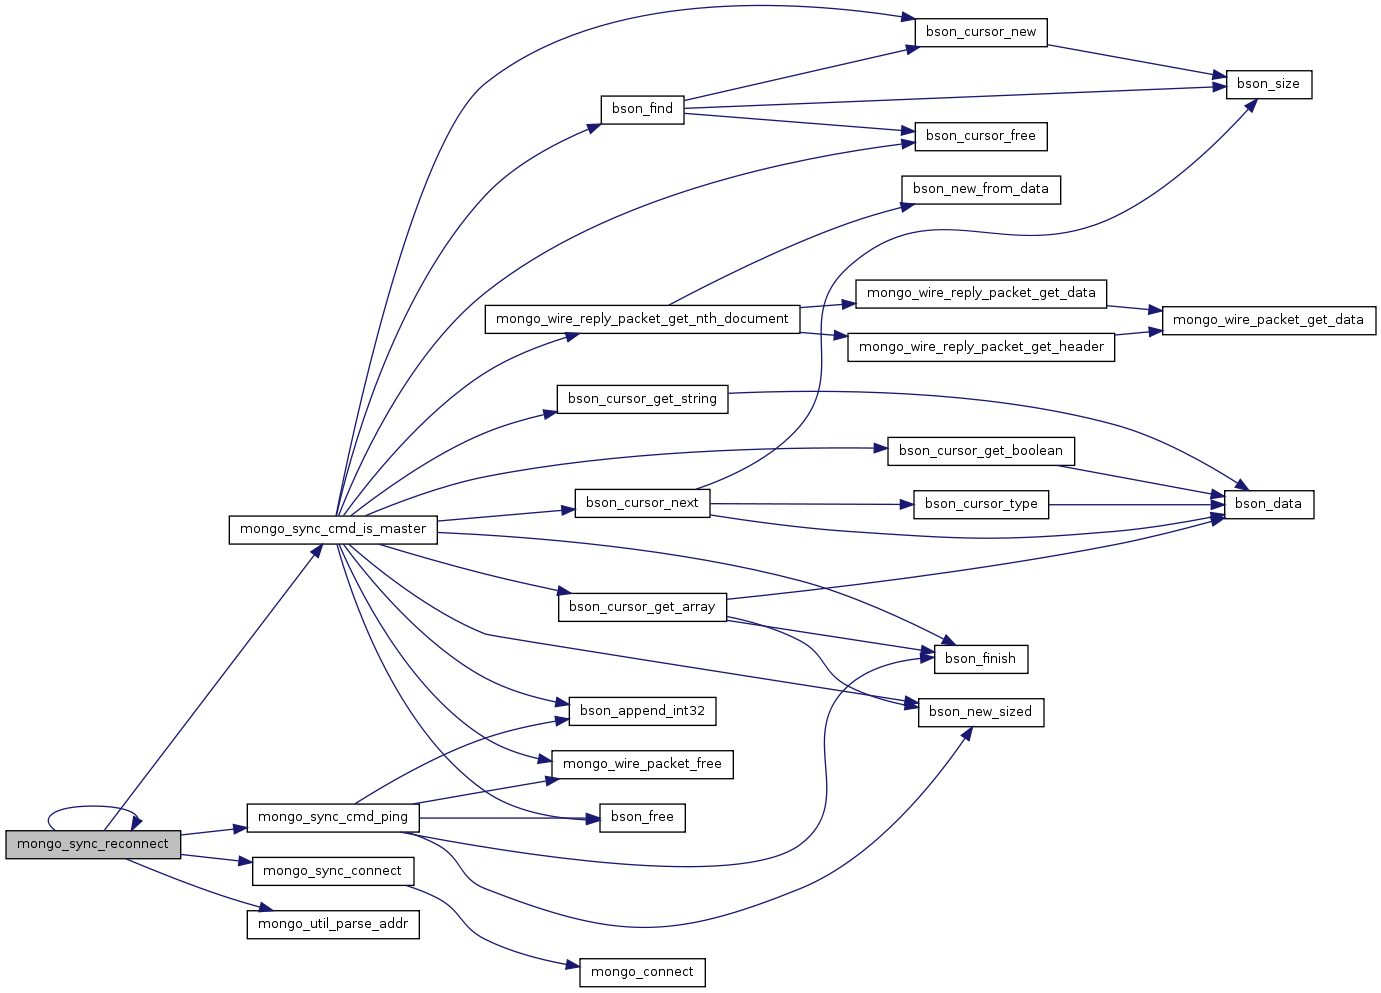 bson_cursor_new
bson_size
bson_find
bson_cursor_free
bson_new_from_data
mongo_wire_reply_packet_get_data
mongo_wire_reply_packet_get_nth_document
mongo_wire_packet_get_data
mongo_wire_reply_packet_get_header
bson_cursor_get_string
bson_cursor_get_boolean
bson_cursor_next
bson_cursor_type
bson_data
mongo_sync_cmd_is_master
bson_cursor_get_array
bson_finish
bson_append_int32
bson_new_sized
mongo_wire_packet_free
mongo_sync_cmd_ping
bson_free
mongo_sync_reconnect
mongo_sync_connect
mongo_util_parse_addr
mongo_connect